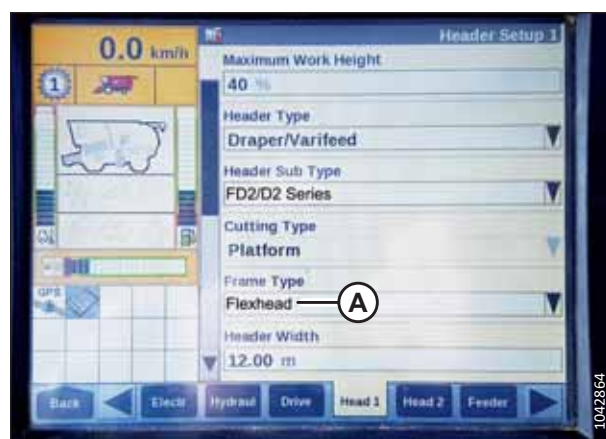 0.0 km/h
Header Setup 1
1
Maximum Work Height
40 %
Header Type
Draper/Varifeed
Header Sub Type
FD2/D2 Series
Cutting Type
Platform
Frame Type
Flexhead
A
GPS
Header Width
12.00 m
Back
Electr
Hydraul
Drive
Head 1
Head 2
Feeder
1042864